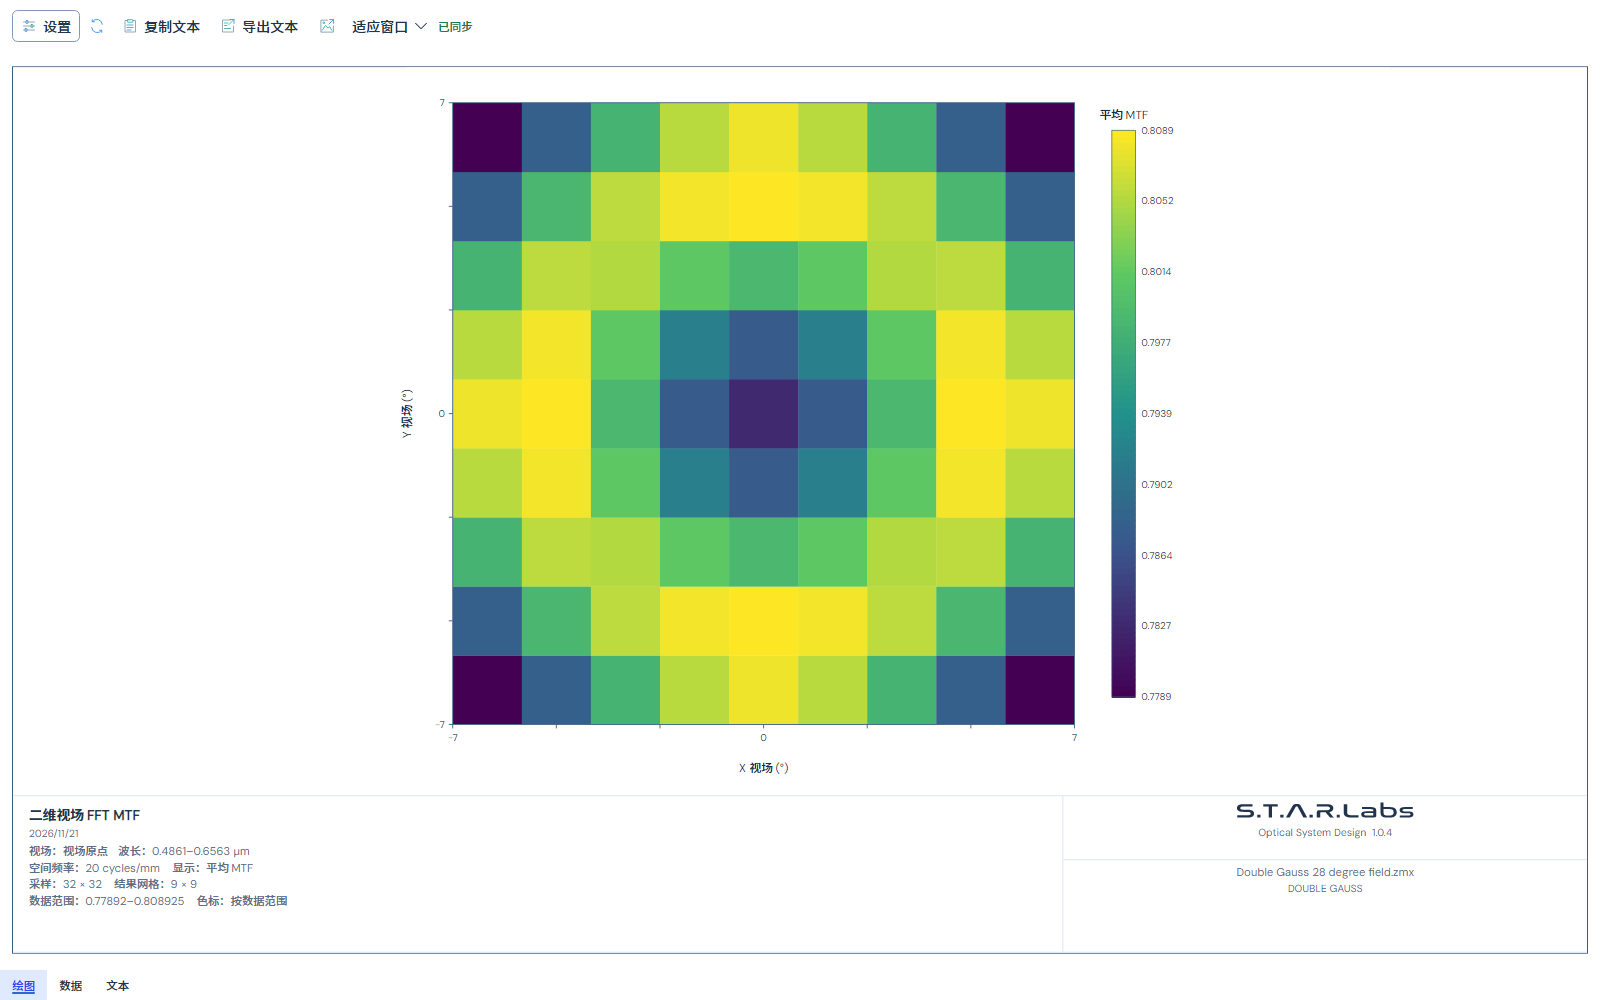 设置 复制文本 导出文本 适应窗口 已同步
7
0
-7
Y 视场 (°)
-7 0 7
X 视场 (°)
平均 MTF
0.8089
0.8052
0.8014
0.7977
0.7939
0.7902
0.7864
0.7827
0.7789
二维视场 FFT MTF
2026/11/21
视场：视场原点 波长：0.4861–0.6563 μm
空间频率：20 cycles/mm 显示：平均 MTF
采样：32 × 32 结果网格：9 × 9
数据范围：0.77892–0.808925 色标：按数据范围
S.T.A.R.Labs
Optical System Design 1.0.4
Double Gauss 28 degree field.zmx
DOUBLE GAUSS
绘图 数据 文本